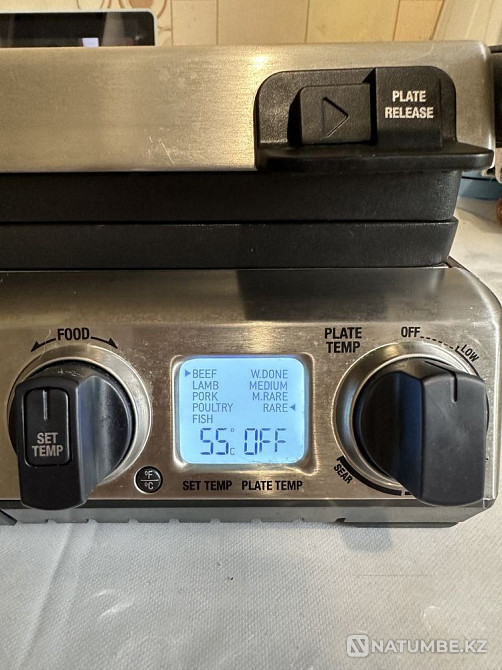 PLATE
RELEASE
FOOD
PLATE
TEMP
OFF
LOW
SEAR
BEEF W.DONE
LAMB MEDIUM
PORK M.RARE
POULTRY RARE
FISH
55°C OFF
SET
TEMP
°F
°C
SET TEMP PLATE TEMP
NATUMBE.KZ